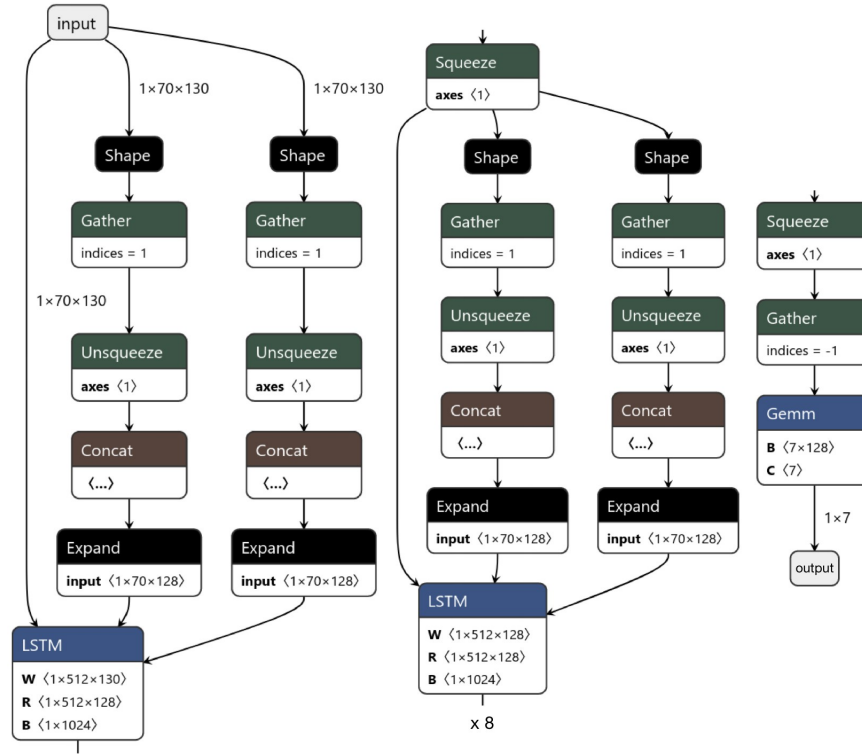 input
1×70×130
1×70×130
Shape
Shape
Gather
indices = 1
Gather
indices = 1
1×70×130
Unsqueeze
axes 〈1〉
Unsqueeze
axes 〈1〉
Concat
〈...〉
Concat
〈...〉
Expand
input 〈1×70×128〉
Expand
input 〈1×70×128〉
LSTM
W 〈1×512×130〉
R 〈1×512×128〉
B 〈1×1024〉
Squeeze
axes 〈1〉
Shape
Shape
Gather
indices = 1
Gather
indices = 1
Unsqueeze
axes 〈1〉
Unsqueeze
axes 〈1〉
Concat
〈...〉
Concat
〈...〉
Expand
input 〈1×70×128〉
Expand
input 〈1×70×128〉
LSTM
W 〈1×512×128〉
R 〈1×512×128〉
B 〈1×1024〉
x 8
Squeeze
axes 〈1〉
Gather
indices = -1
Gemm
B 〈7×128〉
C 〈7〉
1×7
output